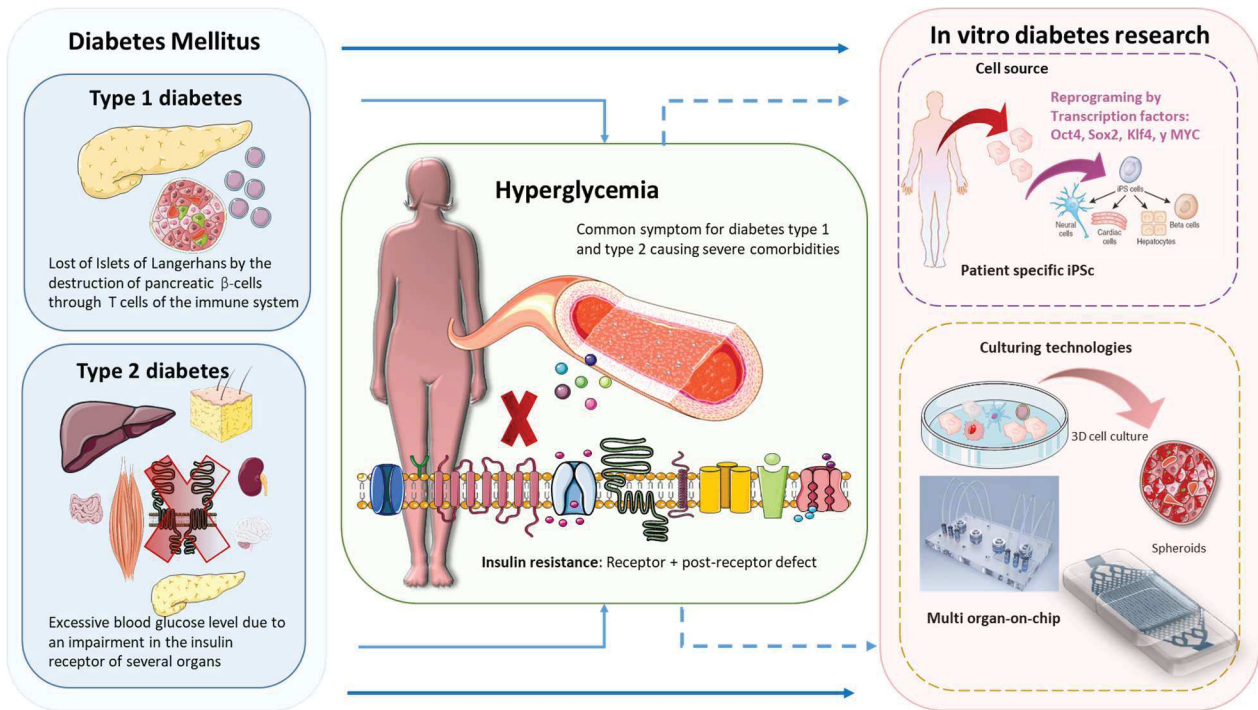 Diabetes Mellitus
Type 1 diabetes
Lost of Islets of Langerhans by the
destruction of pancreatic β-cells
through T cells of the immune system
Type 2 diabetes
Excessive blood glucose level due to
an impairment in the insulin
receptor of several organs
Hyperglycemia
Common symptom for diabetes type 1
and type 2 causing severe comorbidities
Insulin resistance: Receptor + post-receptor defect
In vitro diabetes research
Cell source
Reprograming by
Transcription factors:
Oct4, Sox2, Klf4, y MYC
iPS cells
Neural
cells
Cardiac
cells
Hepatocytes
Beta cells
Patient specific iPSc
Culturing technologies
3D cell culture
Spheroids
Multi organ-on-chip